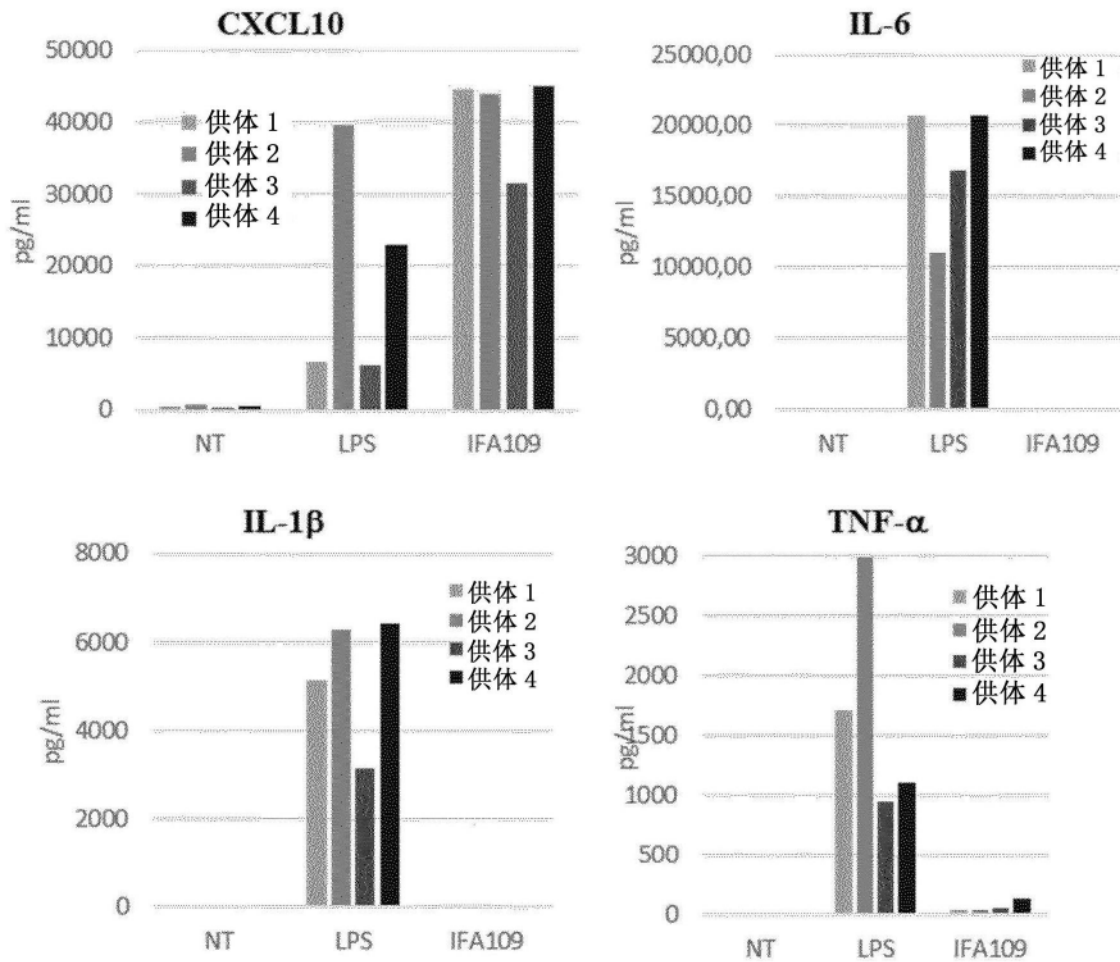 CXCL10
50000
40000
30000
20000
10000
0
pg/ml
供体 1
供体 2
供体 3
供体 4
NT LPS IFA109
IL-6
25000,00
20000,00
15000,00
10000,00
5000,00
0,00
pg/ml
供体 1
供体 2
供体 3
供体 4
NT LPS IFA109
IL-1β
8000
6000
4000
2000
0
pg/ml
供体 1
供体 2
供体 3
供体 4
NT LPS IFA109
TNF-α
3000
2500
2000
1500
1000
500
0
pg/ml
供体 1
供体 2
供体 3
供体 4
NT LPS IFA109